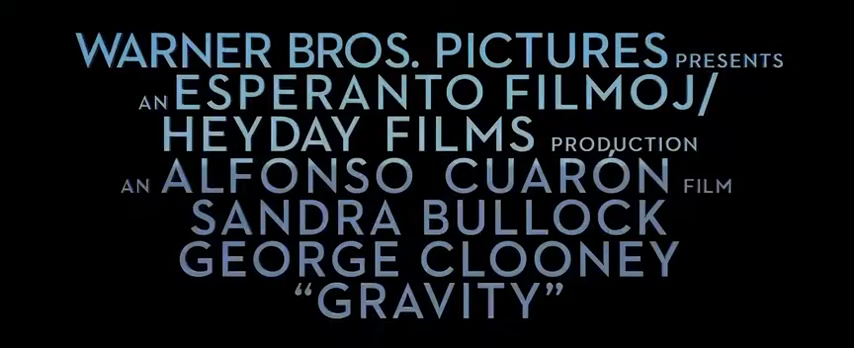 WARNER BROS. PICTURES PRESENTS
AN ESPERANTO FILMOJ/
HEYDAY FILMS PRODUCTION
AN ALFONSO CUARÓN FILM
SANDRA BULLOCK
GEORGE CLOONEY
“GRAVITY”